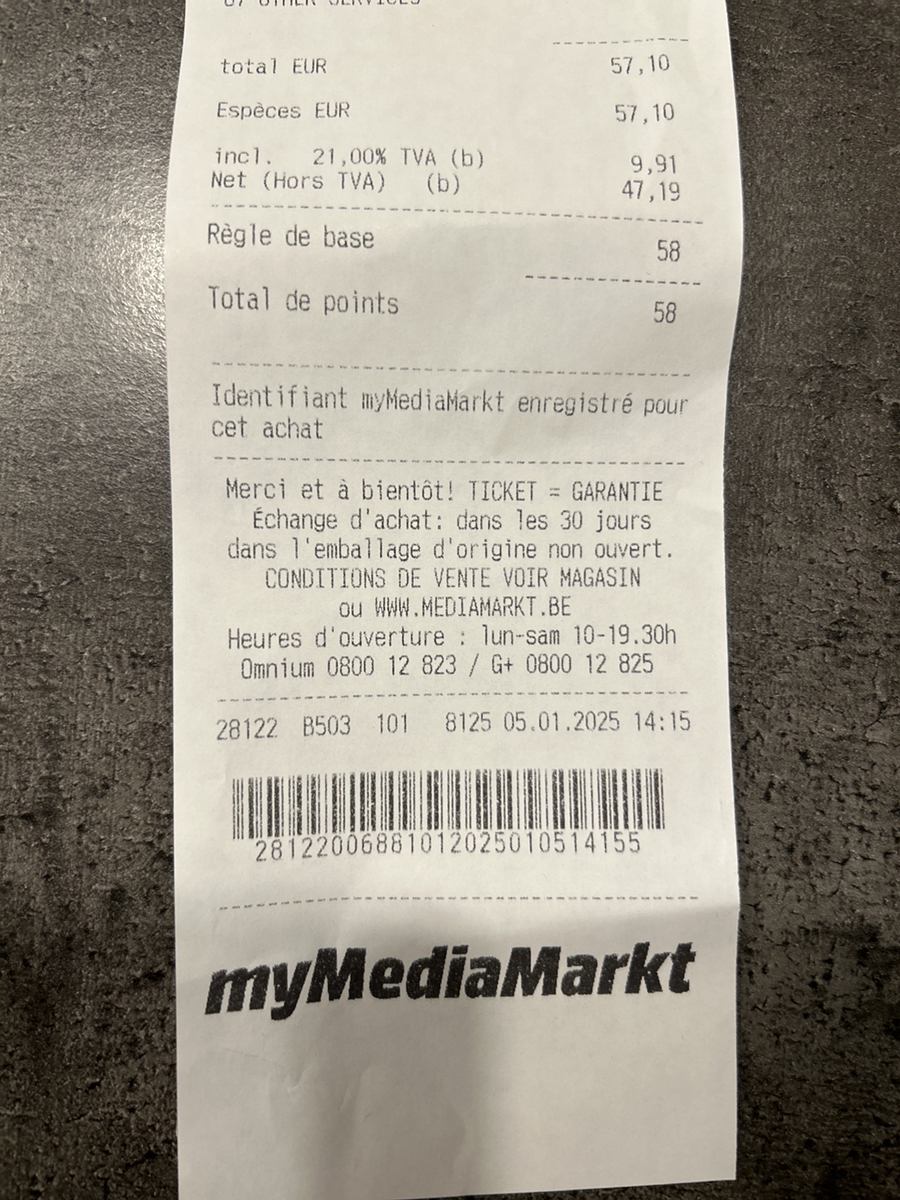 67 OTHER SERVICES
total EUR 57,10
Espèces EUR 57,10
incl. 21,00% TVA (b) 9,91
Net (Hors TVA) (b) 47,19
Règle de base 58
Total de points 58
Identifiant myMediaMarkt enregistré pour
cet achat
Merci et à bientôt! TICKET = GARANTIE
Échange d'achat: dans les 30 jours
dans l'emballage d'origine non ouvert.
CONDITIONS DE VENTE VOIR MAGASIN
ou WWW.MEDIAMARKT.BE
Heures d'ouverture : lun-sam 10-19.30h
Omnium 0800 12 823 / G+ 0800 12 825
28122 B503 101 8125 05.01.2025 14:15
28122006881012025010514155
myMediaMarkt